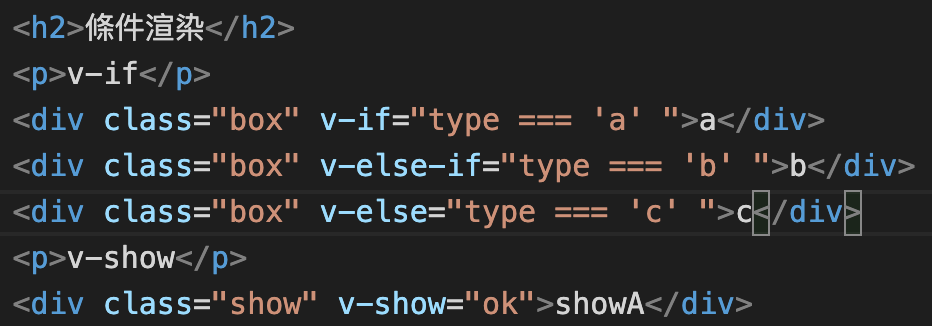 <h2>條件渲染</h2>
<p>v-if</p>
<div class="box" v-if="type === 'a' ">a</div>
<div class="box" v-else-if="type === 'b' ">b</div>
<div class="box" v-else="type === 'c' ">c</div>
<p>v-show</p>
<div class="show" v-show="ok">showA</div>